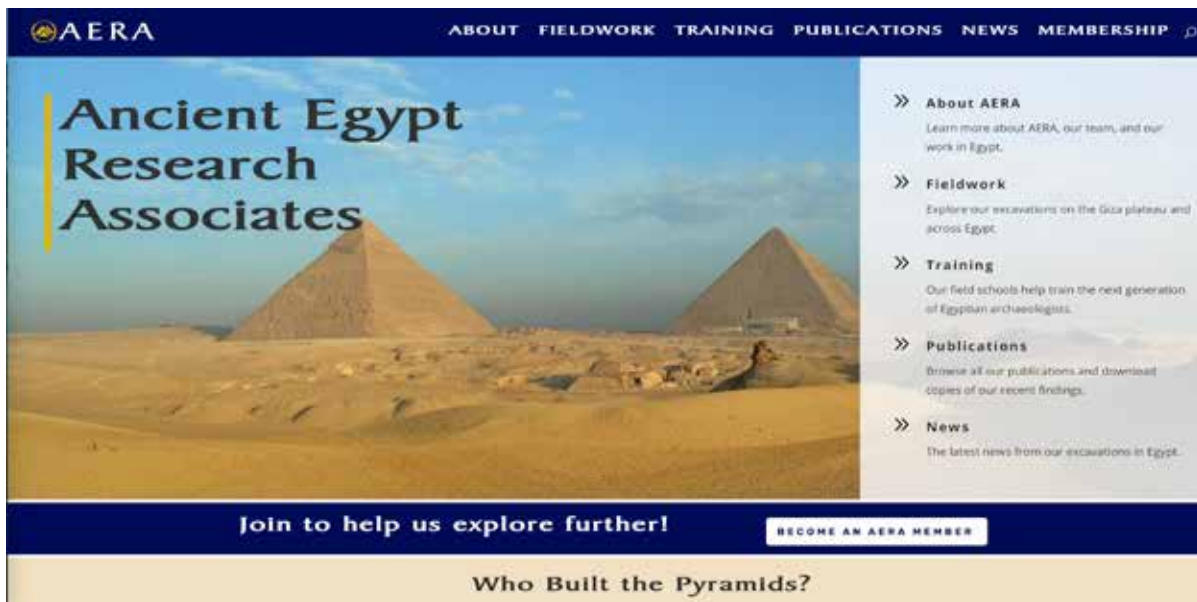 AERA
ABOUT FIELDWORK TRAINING PUBLICATIONS NEWS MEMBERSHIP
Ancient Egypt
Research
Associates
About AERA
Learn more about AERA, our team, and our
work in Egypt.
Fieldwork
Explore our excavations on the Giza plateau and
across Egypt.
Training
Our field schools help train the next generation
of Egyptian archaeologists.
Publications
Browse all our publications and download
copies of our recent findings.
News
The latest news from our excavations in Egypt.
Join to help us explore further!
BECOME AN AERA MEMBER
Who Built the Pyramids?